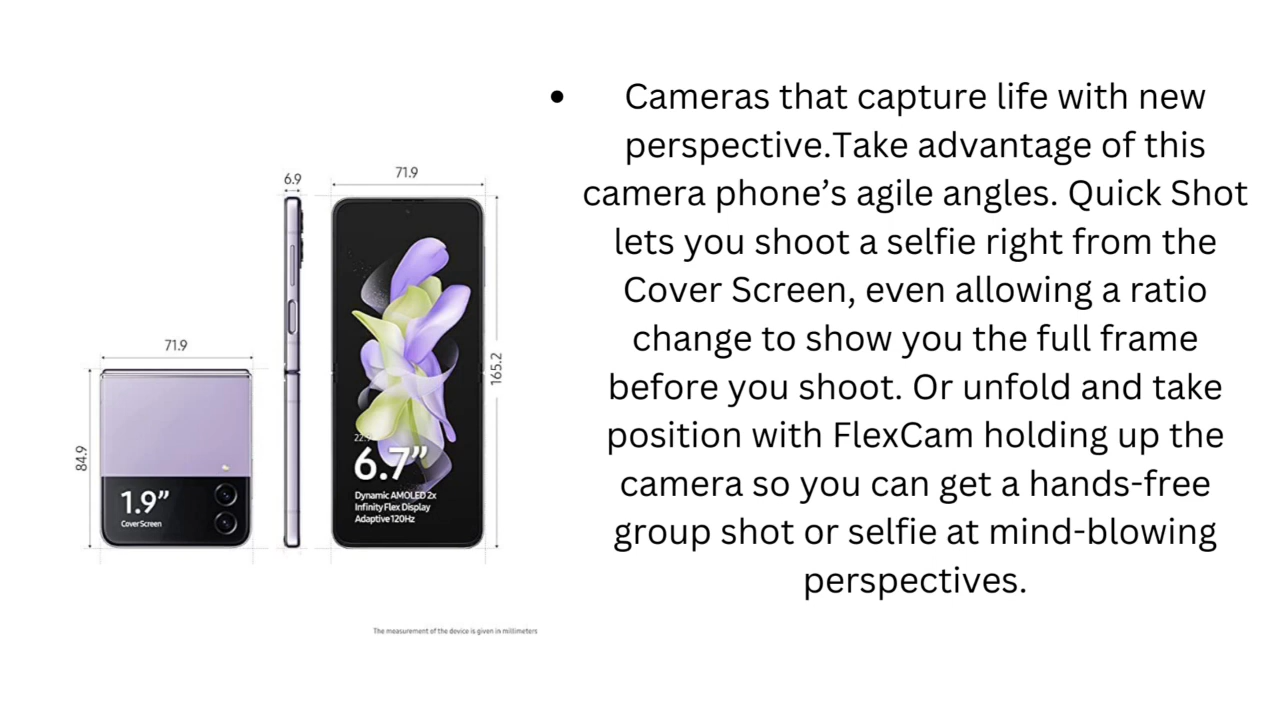 6.9
71.9
71.9
84.9
165.2
6.7”
Dynamic AMOLED 2x
Infinity Flex Display
Adaptive 120Hz
1.9”
Cover Screen
The measurement of the device is given in millimeters
• Cameras that capture life with new
perspective.Take advantage of this
camera phone’s agile angles. Quick Shot
lets you shoot a selfie right from the
Cover Screen, even allowing a ratio
change to show you the full frame
before you shoot. Or unfold and take
position with FlexCam holding up the
camera so you can get a hands-free
group shot or selfie at mind-blowing
perspectives.